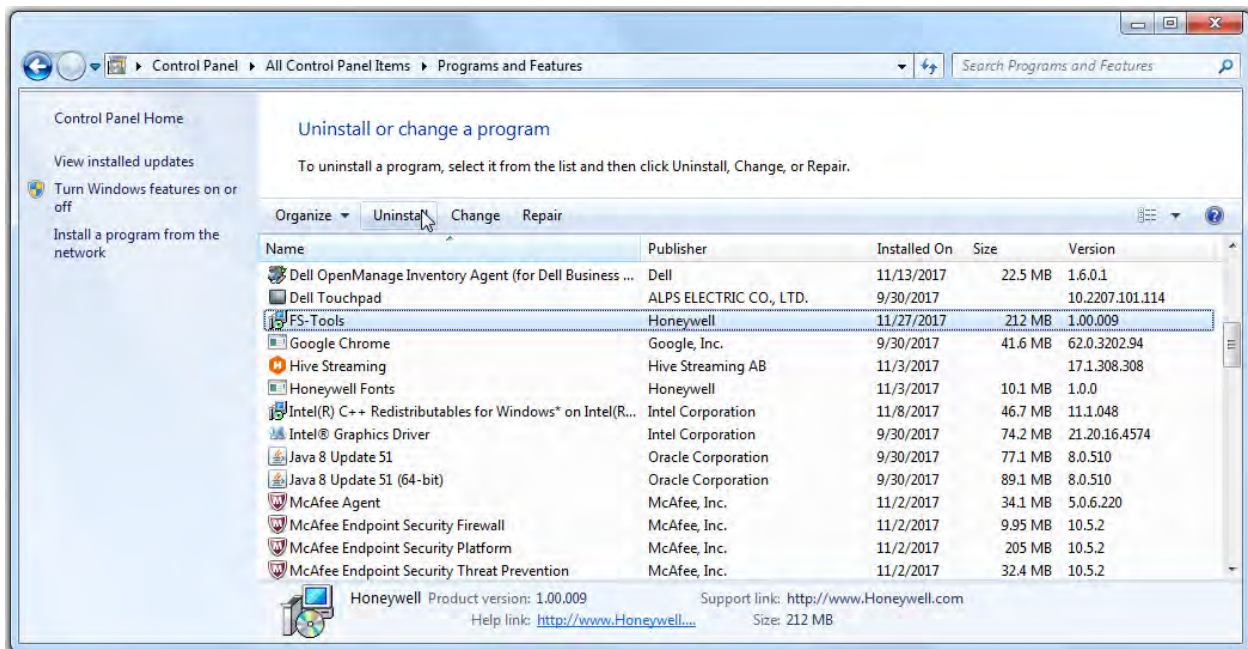 Control Panel All Control Panel Items Programs and Features Search Programs and Features
Control Panel Home
View installed updates
Turn Windows features on or
off
Install a program from the
network
Uninstall or change a program
To uninstall a program, select it from the list and then click Uninstall, Change, or Repair.
Organize Uninstall Change Repair
Name Publisher Installed On Size Version
Dell OpenManage Inventory Agent (for Dell Business ... Dell 11/13/2017 22.5 MB 1.6.0.1
Dell Touchpad ALPS ELECTRIC CO., LTD. 9/30/2017 10.2207.101.114
FS-Tools Honeywell 11/27/2017 212 MB 1.00.009
Google Chrome Google, Inc. 9/30/2017 41.6 MB 62.0.3202.94
Hive Streaming Hive Streaming AB 11/3/2017 17.1.308.308
Honeywell Fonts Honeywell 11/3/2017 10.1 MB 1.0.0
Intel(R) C++ Redistributables for Windows* on Intel(R... Intel Corporation 11/8/2017 46.7 MB 11.1.048
Intel® Graphics Driver Intel Corporation 9/30/2017 74.2 MB 21.20.16.4574
Java 8 Update 51 Oracle Corporation 9/30/2017 77.1 MB 8.0.510
Java 8 Update 51 (64-bit) Oracle Corporation 9/30/2017 89.1 MB 8.0.510
McAfee Agent McAfee, Inc. 11/2/2017 34.1 MB 5.0.6.220
McAfee Endpoint Security Firewall McAfee, Inc. 11/2/2017 9.95 MB 10.5.2
McAfee Endpoint Security Platform McAfee, Inc. 11/2/2017 205 MB 10.5.2
McAfee Endpoint Security Threat Prevention McAfee, Inc. 11/2/2017 32.4 MB 10.5.2
Honeywell Product version: 1.00.009 Support link: http://www.Honeywell.com
Help link: http://www.Honeywell.... Size: 212 MB